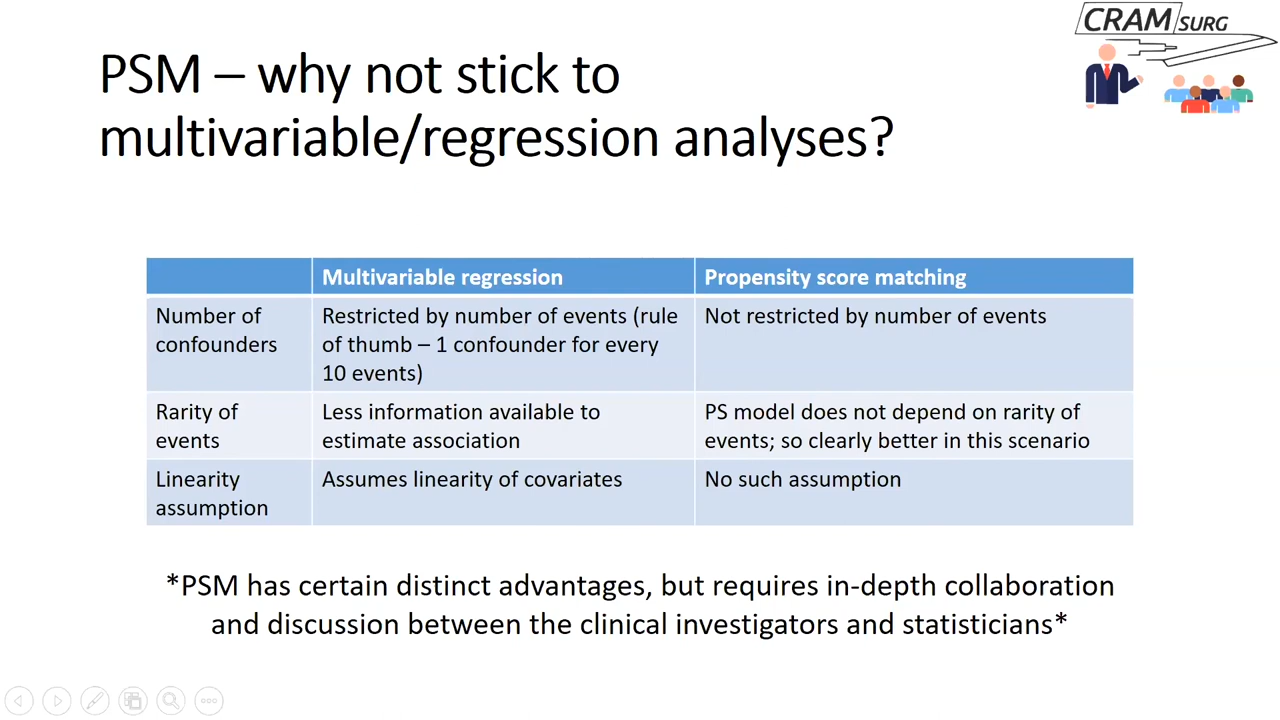 CRAM SURG
PSM – why not stick to
multivariable/regression analyses?
Multivariable regression
Propensity score matching
Number of
confounders
Restricted by number of events (rule
of thumb – 1 confounder for every
10 events)
Not restricted by number of events
Rarity of
events
Less information available to
estimate association
PS model does not depend on rarity of
events; so clearly better in this scenario
Linearity
assumption
Assumes linearity of covariates
No such assumption
*PSM has certain distinct advantages, but requires in-depth collaboration
and discussion between the clinical investigators and statisticians*